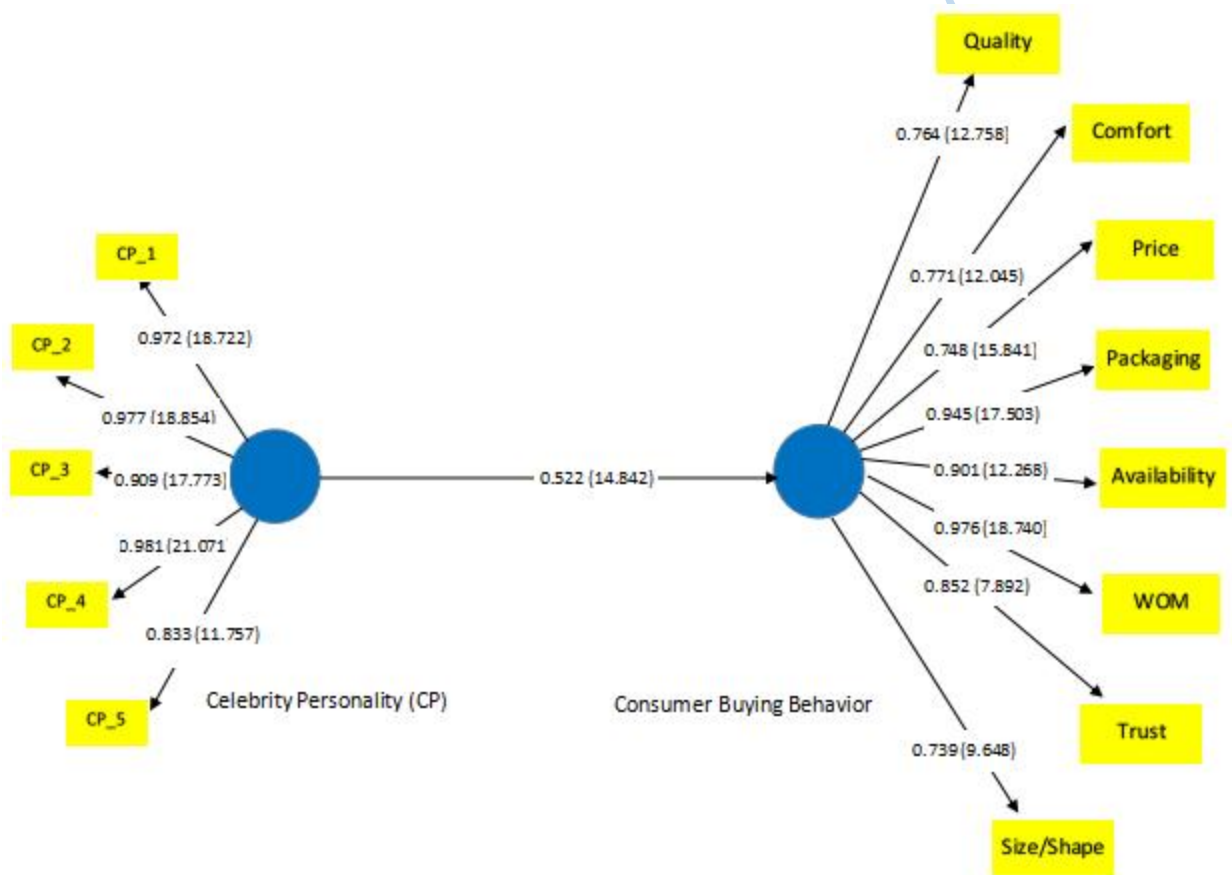 Quality
0.764 (12.758]
Comfort
CP_1
Price
0.771 (12.045)
0.972 (18.722)
CP_2
0.748 (15.841]
Packaging
0.977 (18.854)
0.945 (17.503)
CP_3
0.909 (17.773]
0.522 (14.842)
0.901 (12.268)
Availability
0.981 (21.071
0.976 (18.740]
CP_4
0.852 (7.892)
WOM
0.833 (11.757)
Celebrity Personality (CP)
Consumer Buying Behavior
CP_5
Trust
0.739 (9.648)
Size/Shape